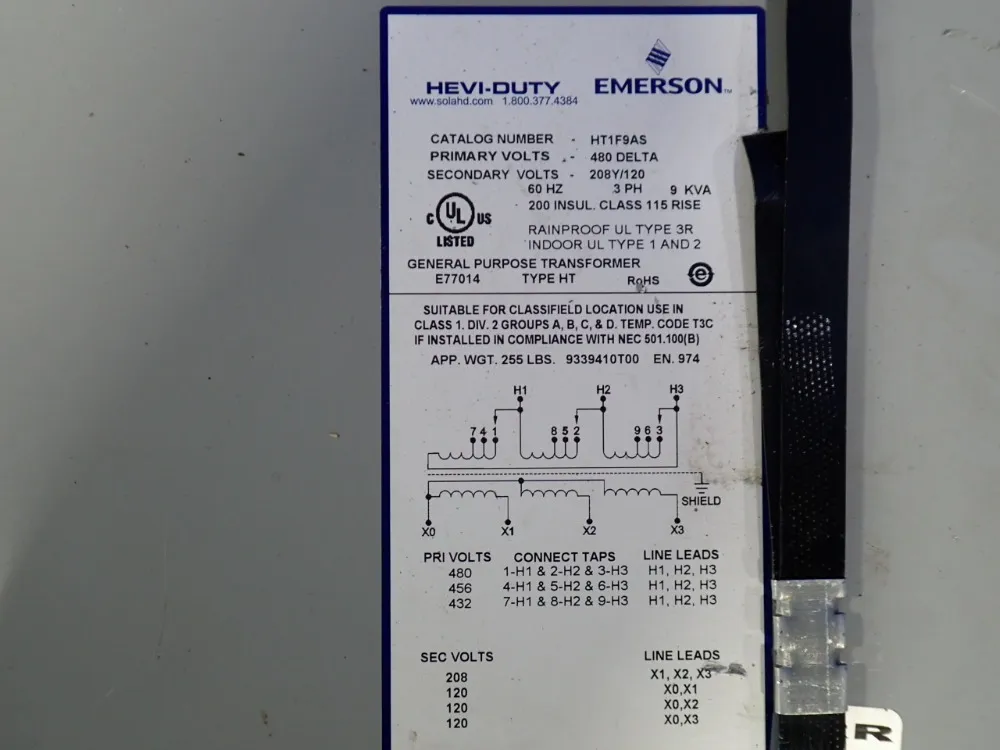 HEVI-DUTY EMERSON™
www.solahd.com 1.800.377.4384
CATALOG NUMBER - HT1F9AS
PRIMARY VOLTS - 480 DELTA
SECONDARY VOLTS - 208Y/120
60 HZ 3 PH 9 KVA
200 INSUL. CLASS 115 RISE
C UL US
LISTED
RAINPROOF UL TYPE 3R
INDOOR UL TYPE 1 AND 2
GENERAL PURPOSE TRANSFORMER
E77014 TYPE HT RoHS e
SUITABLE FOR CLASSIFIELD LOCATION USE IN
CLASS 1. DIV. 2 GROUPS A, B, C, & D. TEMP. CODE T3C
IF INSTALLED IN COMPLIANCE WITH NEC 501.100(B)
APP. WGT. 255 LBS. 9339410T00 EN. 974
H1 H2 H3
7 4 1 8 5 2 9 6 3
SHIELD
X0 X1 X2 X3
PRI VOLTS CONNECT TAPS LINE LEADS
480 1-H1 & 2-H2 & 3-H3 H1, H2, H3
456 4-H1 & 5-H2 & 6-H3 H1, H2, H3
432 7-H1 & 8-H2 & 9-H3 H1, H2, H3
SEC VOLTS LINE LEADS
208 X1, X2, X3
120 X0,X1
120 X0,X2
120 X0,X3
R